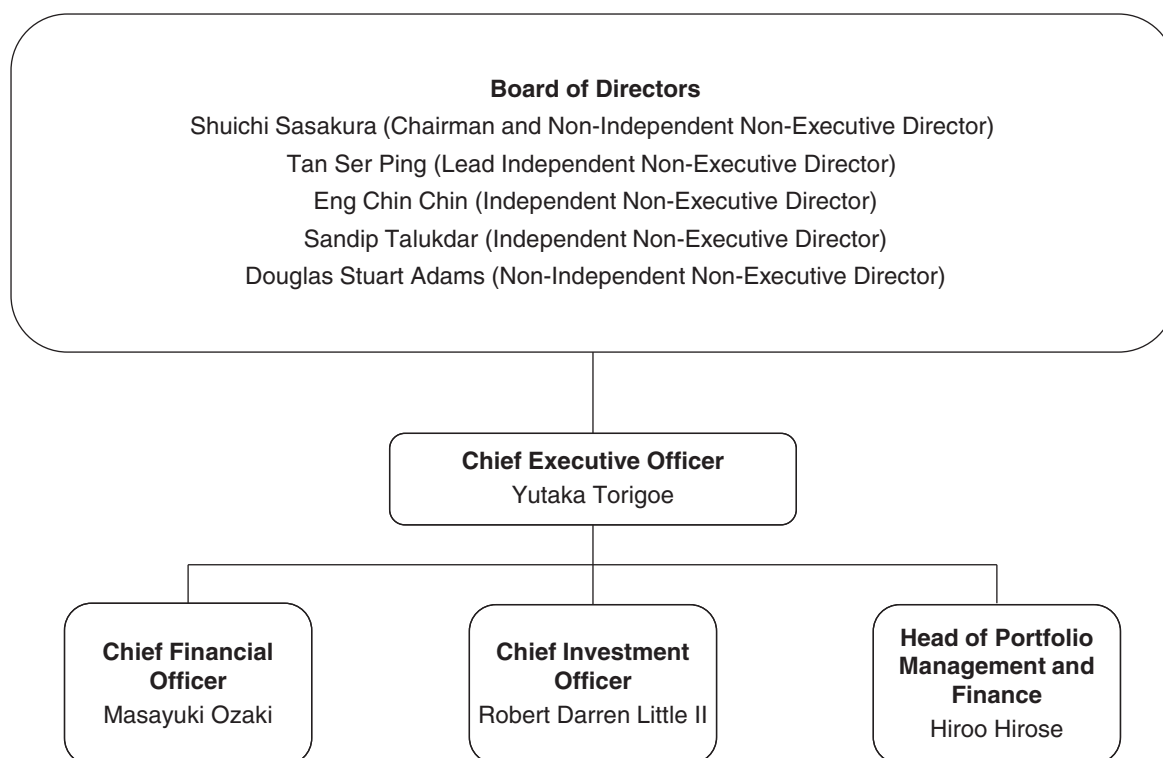 Board of Directors
Shuichi Sasakura (Chairman and Non-Independent Non-Executive Director)
Tan Ser Ping (Lead Independent Non-Executive Director)
Eng Chin Chin (Independent Non-Executive Director)
Sandip Talukdar (Independent Non-Executive Director)
Douglas Stuart Adams (Non-Independent Non-Executive Director)
Chief Executive Officer
Yutaka Torigoe
Chief Financial
Officer
Masayuki Ozaki
Chief Investment
Officer
Robert Darren Little II
Head of Portfolio
Management and
Finance
Hiroo Hirose